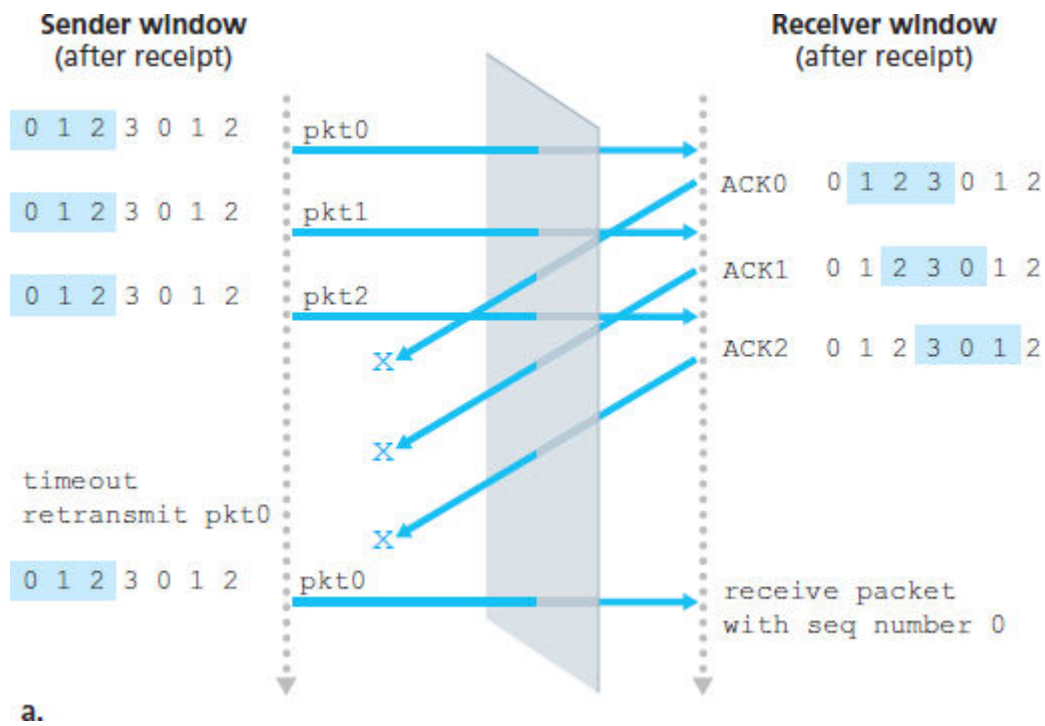 Sender window
(after receipt)
Receiver window
(after receipt)
0 1 2 3 0 1 2
pkt0
ACK0 0 1 2 3 0 1 2
0 1 2 3 0 1 2
pkt1
ACK1 0 1 2 3 0 1 2
0 1 2 3 0 1 2
pkt2
ACK2 0 1 2 3 0 1 2
x
x
x
timeout
retransmit pkt0
0 1 2 3 0 1 2
pkt0
receive packet
with seq number 0
a.